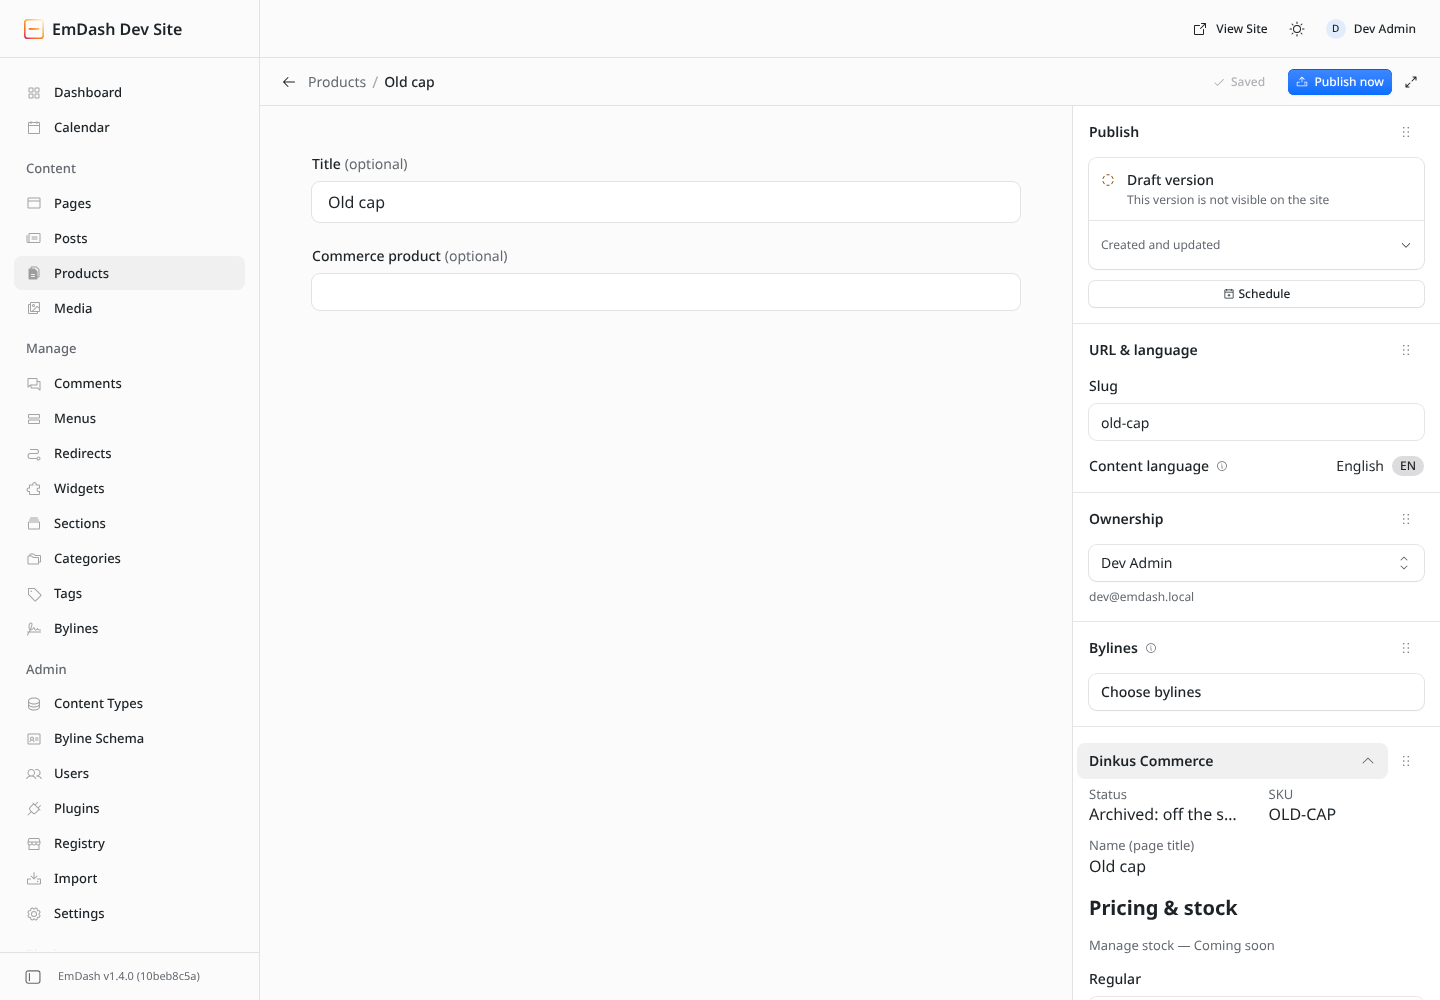 EmDash Dev Site
View Site
D
Dev Admin
Products / Old cap
Saved
Publish now
Dashboard
Calendar
Content
Pages
Posts
Products
Media
Manage
Comments
Menus
Redirects
Widgets
Sections
Categories
Tags
Bylines
Admin
Content Types
Byline Schema
Users
Plugins
Registry
Import
Settings
EmDash v1.4.0 (10beb8c5a)
Title (optional)
Old cap
Commerce product (optional)
Publish
Draft version
This version is not visible on the site
Created and updated
Schedule
URL & language
Slug
old-cap
Content language
English EN
Ownership
Dev Admin
dev@emdash.local
Bylines
Choose bylines
Dinkus Commerce
Status
Archived: off the s...
SKU
OLD-CAP
Name (page title)
Old cap
Pricing & stock
Manage stock — Coming soon
Regular